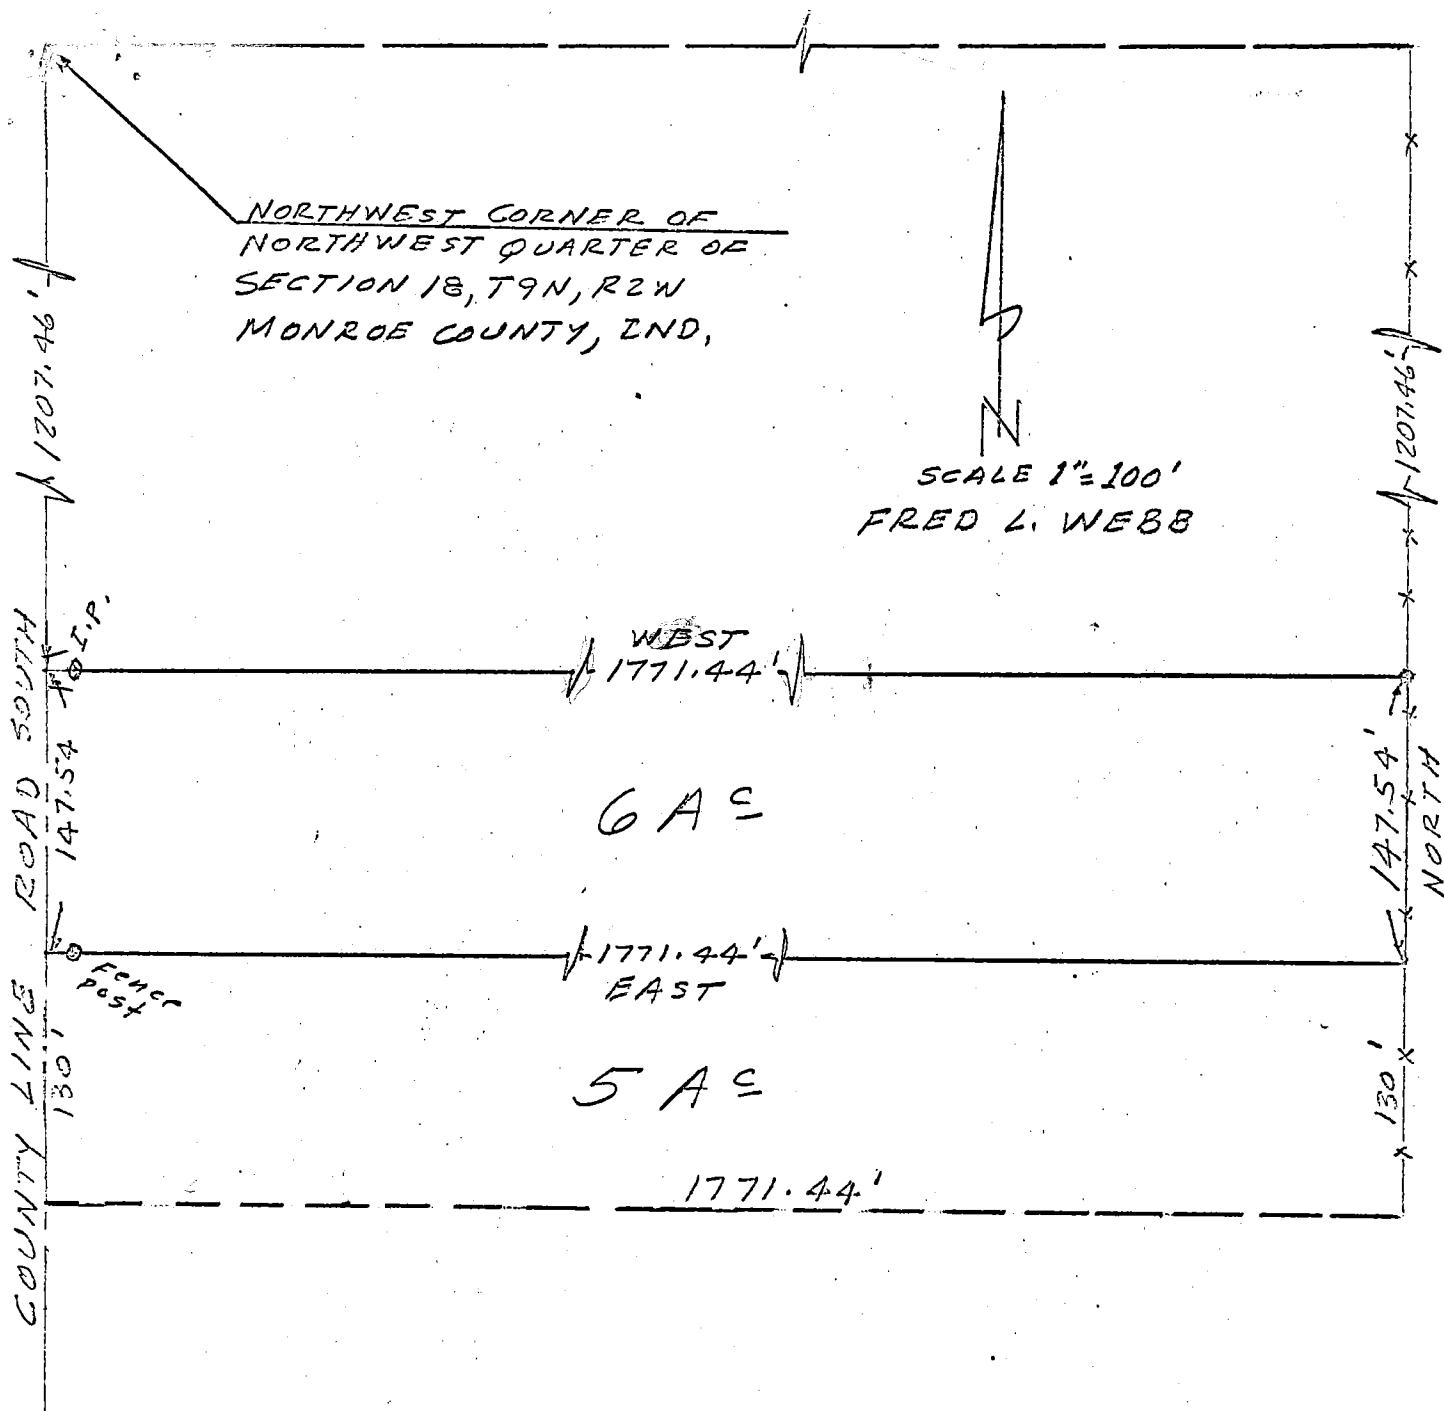 NORTHWEST CORNER OF
NORTHWEST QUARTER OF
SECTION 18, T9N, R2W
MONROE COUNTY, IND.
1207.46'
1207.46'
N
SCALE 1"=100'
FRED L. WEBB
I.P.
WEST
1771.44'
COUNTY LINE ROAD SOUTH
147.54
6 Ac
147.54'
NORTH
Fence
post
1771.44'
EAST
130'
5 Ac
130'
1771.44'